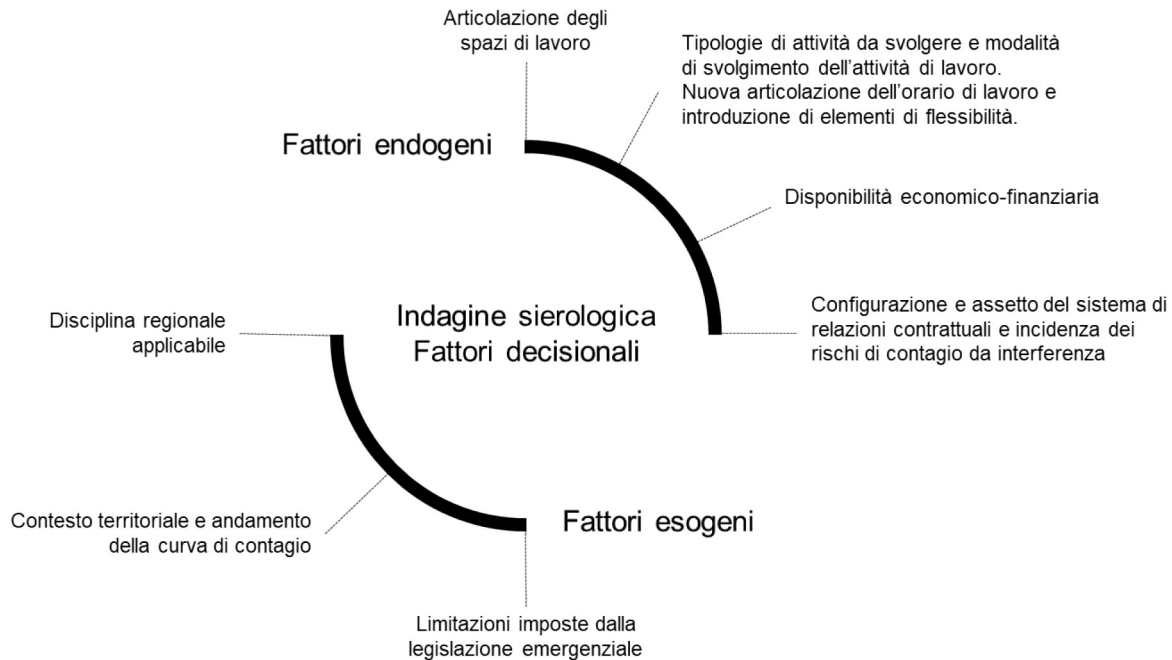 Articolazione degli
spazi di lavoro
Tipologie di attività da svolgere e modalità
di svolgimento dell'attività di lavoro.
Nuova articolazione dell'orario di lavoro e
introduzione di elementi di flessibilità.
Fattori endogeni
Disponibilità economico-finanziaria
Indagine sierologica
Fattori decisionali
Configurazione e assetto del sistema di
relazioni contrattuali e incidenza dei
rischi di contagio da interferenza
Disciplina regionale
applicabile
Contesto territoriale e andamento
della curva di contagio
Fattori esogeni
Limitazioni imposte dalla
legislazione emergenziale